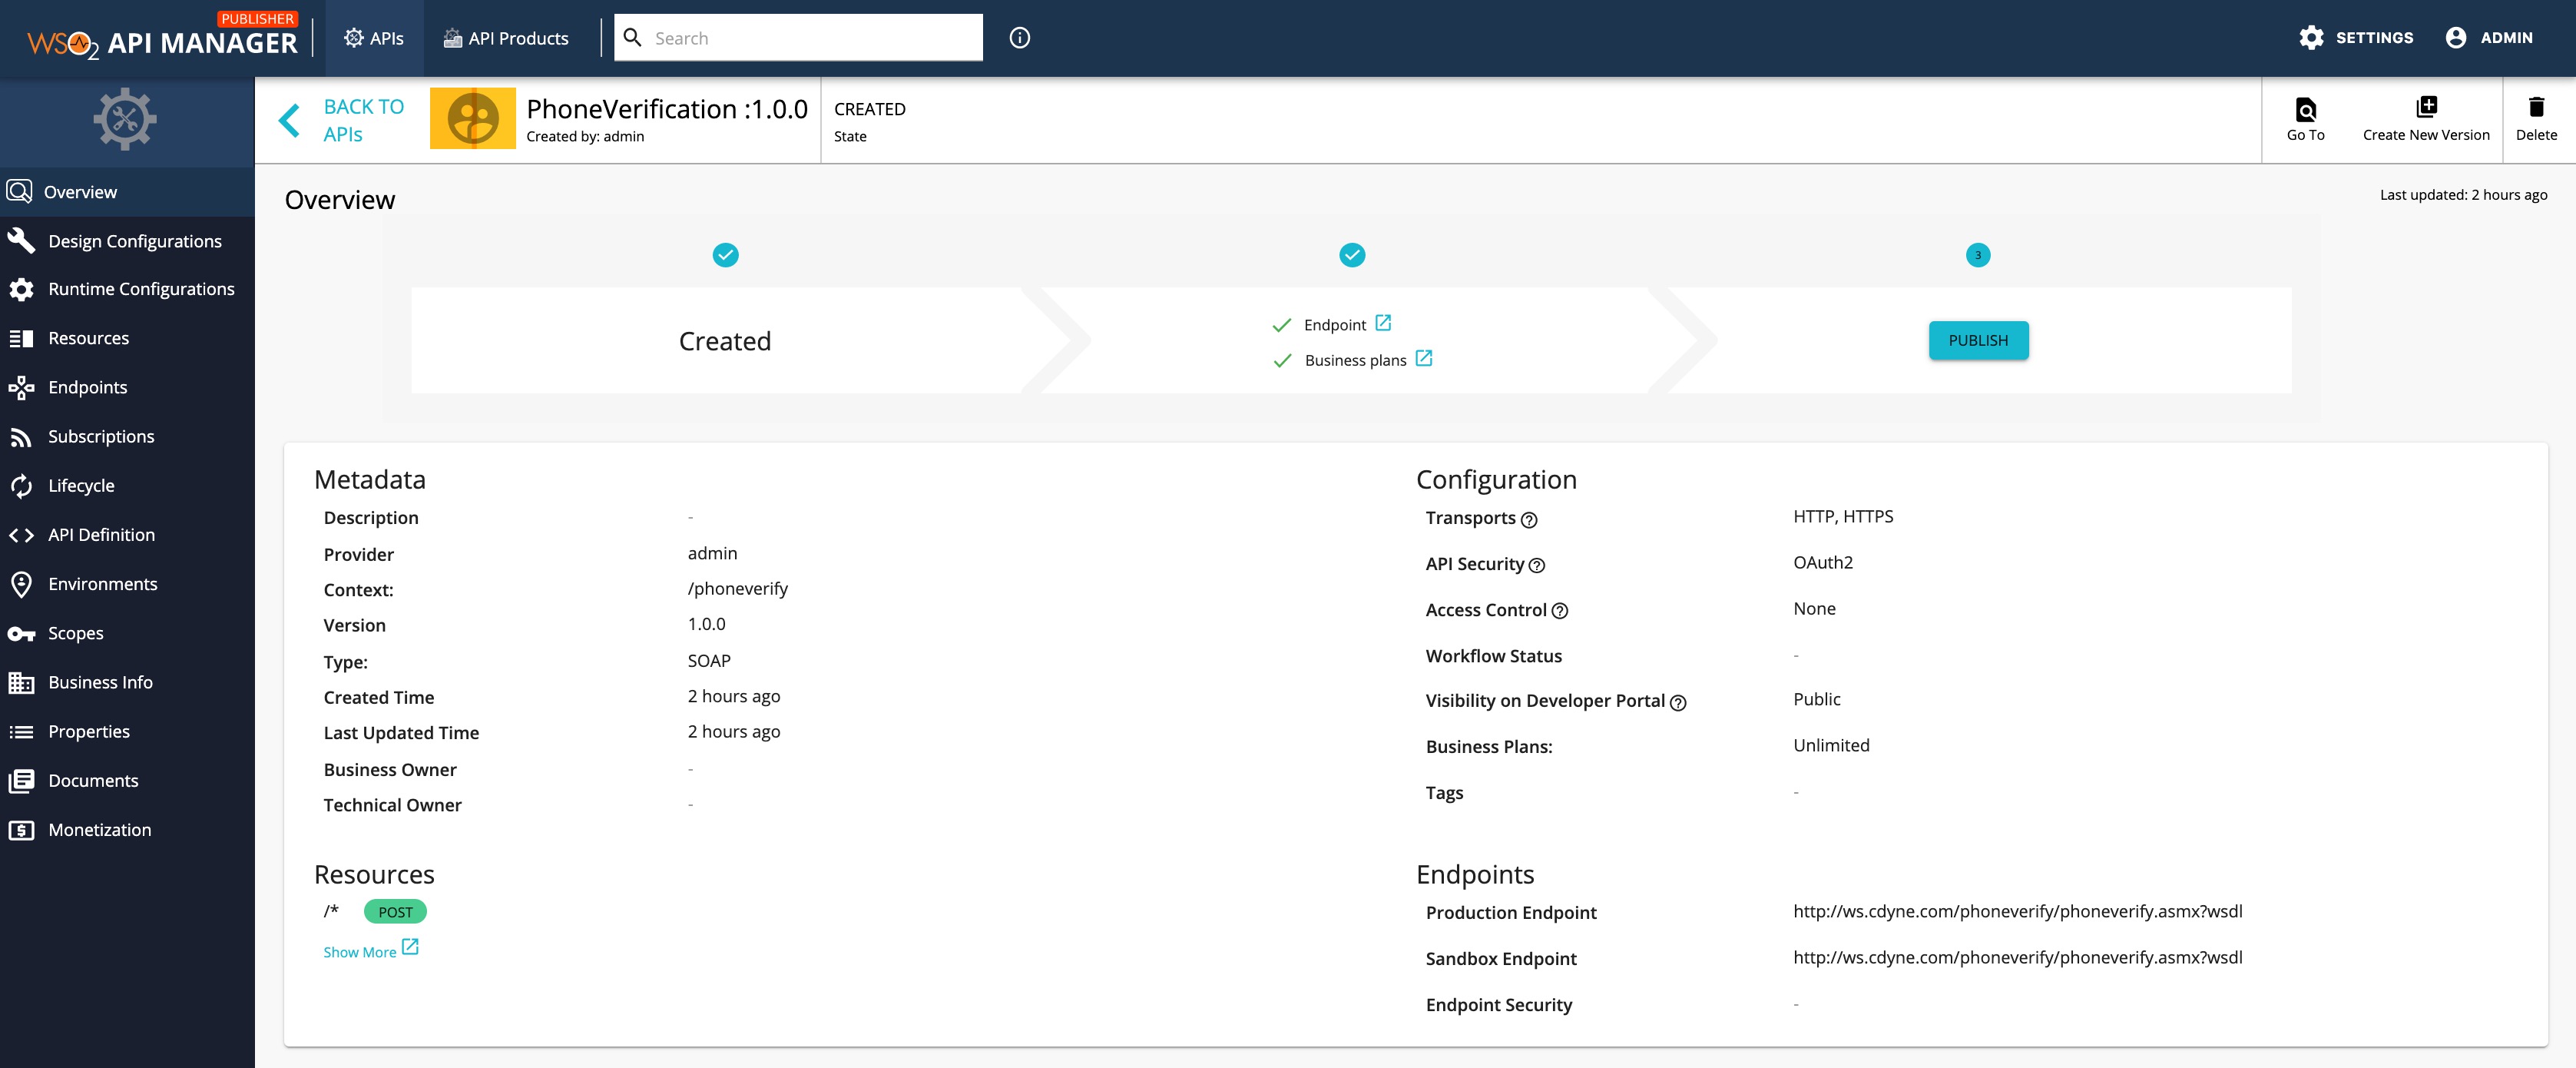 PUBLISHER
WSO2 API MANAGER
APIs
API Products
Search
SETTINGS
ADMIN
BACK TO
APIs
PhoneVerification :1.0.0
Created by: admin
CREATED
State
Go To
Create New Version
Delete
Overview
Design Configurations
Runtime Configurations
Resources
Endpoints
Subscriptions
Lifecycle
API Definition
Environments
Scopes
Business Info
Properties
Documents
Monetization
Overview
Last updated: 2 hours ago
3
Created
Endpoint
Business plans
PUBLISH
Metadata
Description -
Provider admin
Context: /phoneverify
Version 1.0.0
Type: SOAP
Created Time 2 hours ago
Last Updated Time 2 hours ago
Business Owner -
Technical Owner -
Configuration
Transports HTTP, HTTPS
API Security OAuth2
Access Control None
Workflow Status -
Visibility on Developer Portal Public
Business Plans: Unlimited
Tags -
Resources
/* POST
Show More
Endpoints
Production Endpoint http://ws.cdyne.com/phoneverify/phoneverify.asmx?wsdl
Sandbox Endpoint http://ws.cdyne.com/phoneverify/phoneverify.asmx?wsdl
Endpoint Security -